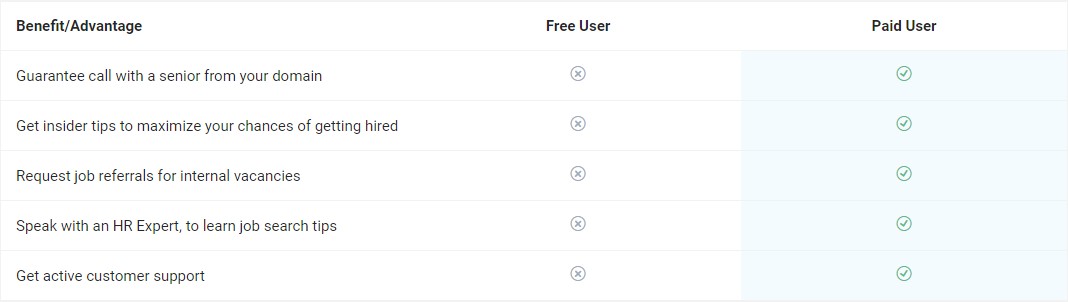 Benefit/Advantage Free User Paid User
Guarantee call with a senior from your domain
Get insider tips to maximize your chances of getting hired
Request job referrals for internal vacancies
Speak with an HR Expert, to learn job search tips
Get active customer support